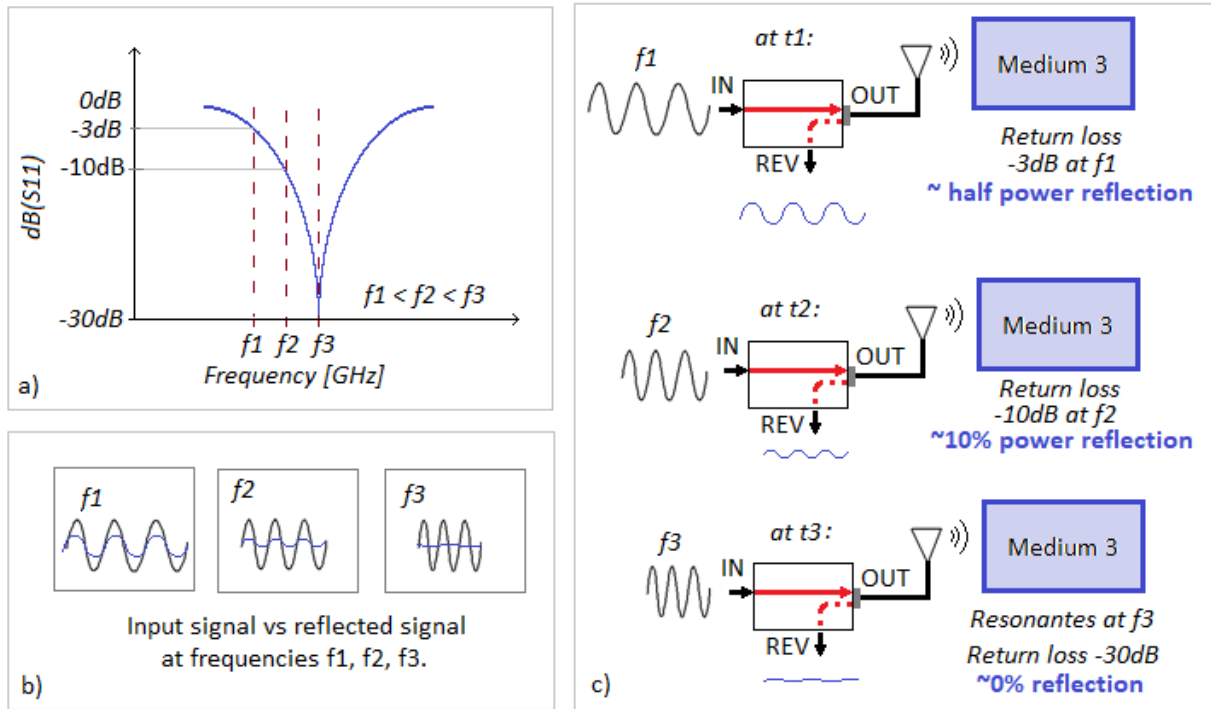 0dB
-3dB
-10dB
-30dB
dB(S11)
f1 < f2 < f3
f1 f2 f3
Frequency [GHz]
a)
f1
f2
f3
Input signal vs reflected signal
at frequencies f1, f2, f3.
b)
at t1:
f1
IN
OUT
REV
Medium 3
Return loss
-3dB at f1
~ half power reflection
at t2:
f2
IN
OUT
REV
Medium 3
Return loss
-10dB at f2
~10% power reflection
at t3:
f3
IN
OUT
REV
Medium 3
Resonantes at f3
Return loss -30dB
~0% reflection
c)